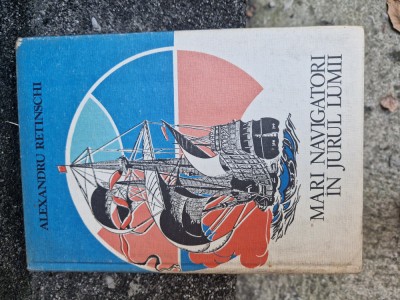 ALEXANDRU RETINSCHI
MARI NAVIGATORI
ÎN JURUL LUMII